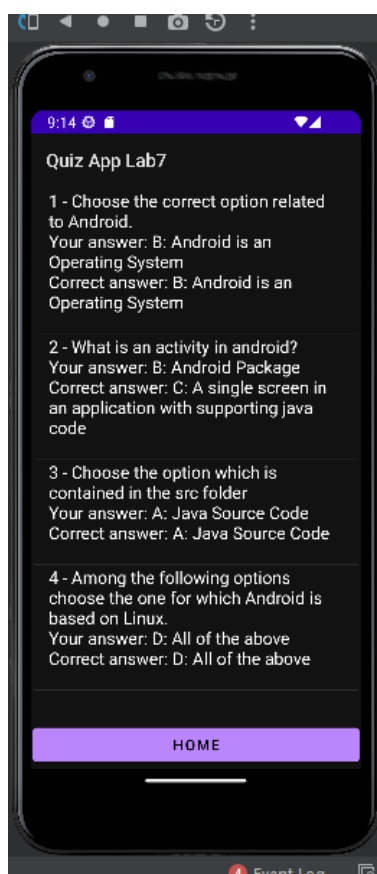 9:14
Quiz App Lab7
1 - Choose the correct option related
to Android.
Your answer: B: Android is an
Operating System
Correct answer: B: Android is an
Operating System
2 - What is an activity in android?
Your answer: B: Android Package
Correct answer: C: A single screen in
an application with supporting java
code
3 - Choose the option which is
contained in the src folder
Your answer: A: Java Source Code
Correct answer: A: Java Source Code
4 - Among the following options
choose the one for which Android is
based on Linux.
Your answer: D: All of the above
Correct answer: D: All of the above
HOME
4 Event Log